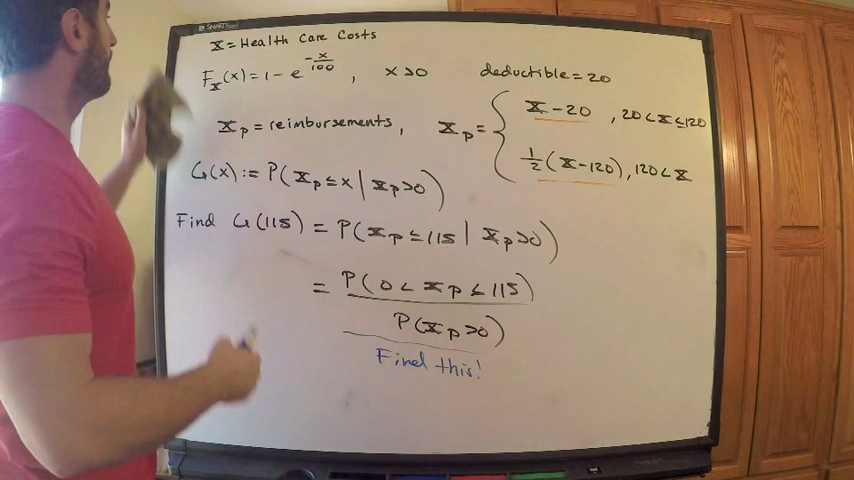 SMART
X = Health Care Costs
F_X(x) = 1 - e^{-x/100} , x > 0 deductible = 20
X_p = reimbursements, X_p = { X - 20 , 20 < X ≤ 120
1/2 (X - 120), 120 < X
G(x) := P(X_p ≤ x | X_p > 0)
Find G(115) = P(X_p ≤ 115 | X_p > 0)
= P(0 < X_p ≤ 115)
P(X_p > 0)
Find this!